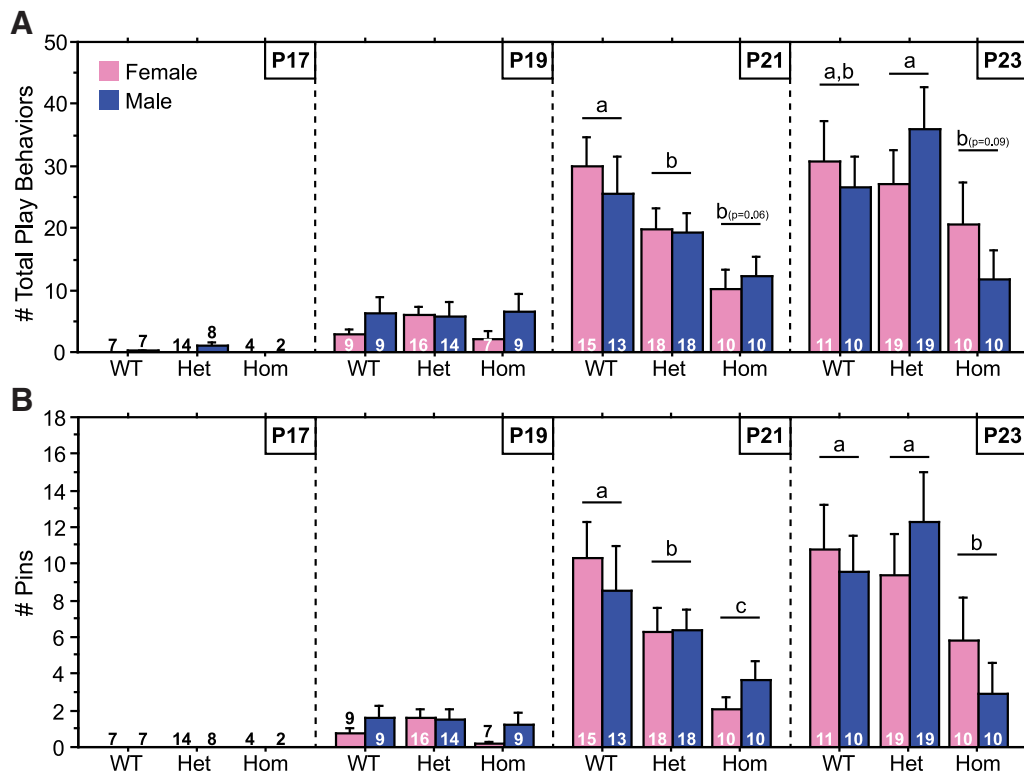 A
50
40
30
20
10
0
# Total Play Behaviors
Female
Male
P17
P19
P21
P23
a
b
b(p=0.06)
a,b
a
b(p=0.09)
7 7 14 8 4 2
9 9 16 14 7 9
15 13 18 18 10 10
11 10 19 19 10 10
WT Het Hom WT Het Hom WT Het Hom WT Het Hom
B
18
16
14
12
10
8
6
4
2
0
# Pins
P17
P19
P21
P23
a
b
c
a
a
b
7 7 14 8 4 2
9 9 16 14 7 9
15 13 18 18 10 10
11 10 19 19 10 10
WT Het Hom WT Het Hom WT Het Hom WT Het Hom